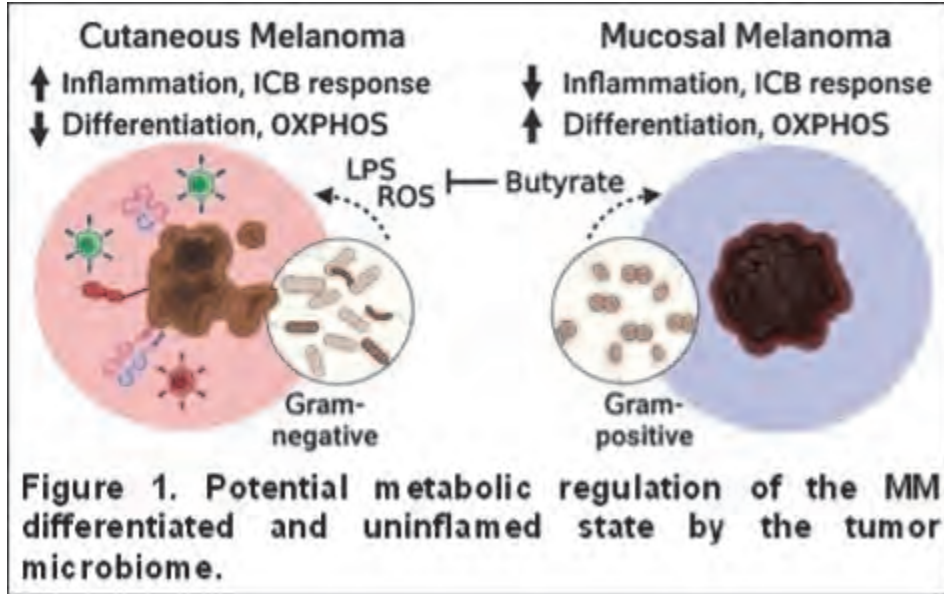 Cutaneous Melanoma
↑ Inflammation, ICB response
↓ Differentiation, OXPHOS
Mucosal Melanoma
↓ Inflammation, ICB response
↑ Differentiation, OXPHOS
LPS
ROS
Butyrate
Gram-
negative
Gram-
positive
Figure 1. Potential metabolic regulation of the MM
differentiated and uninflamed state by the tumor
microbiome.